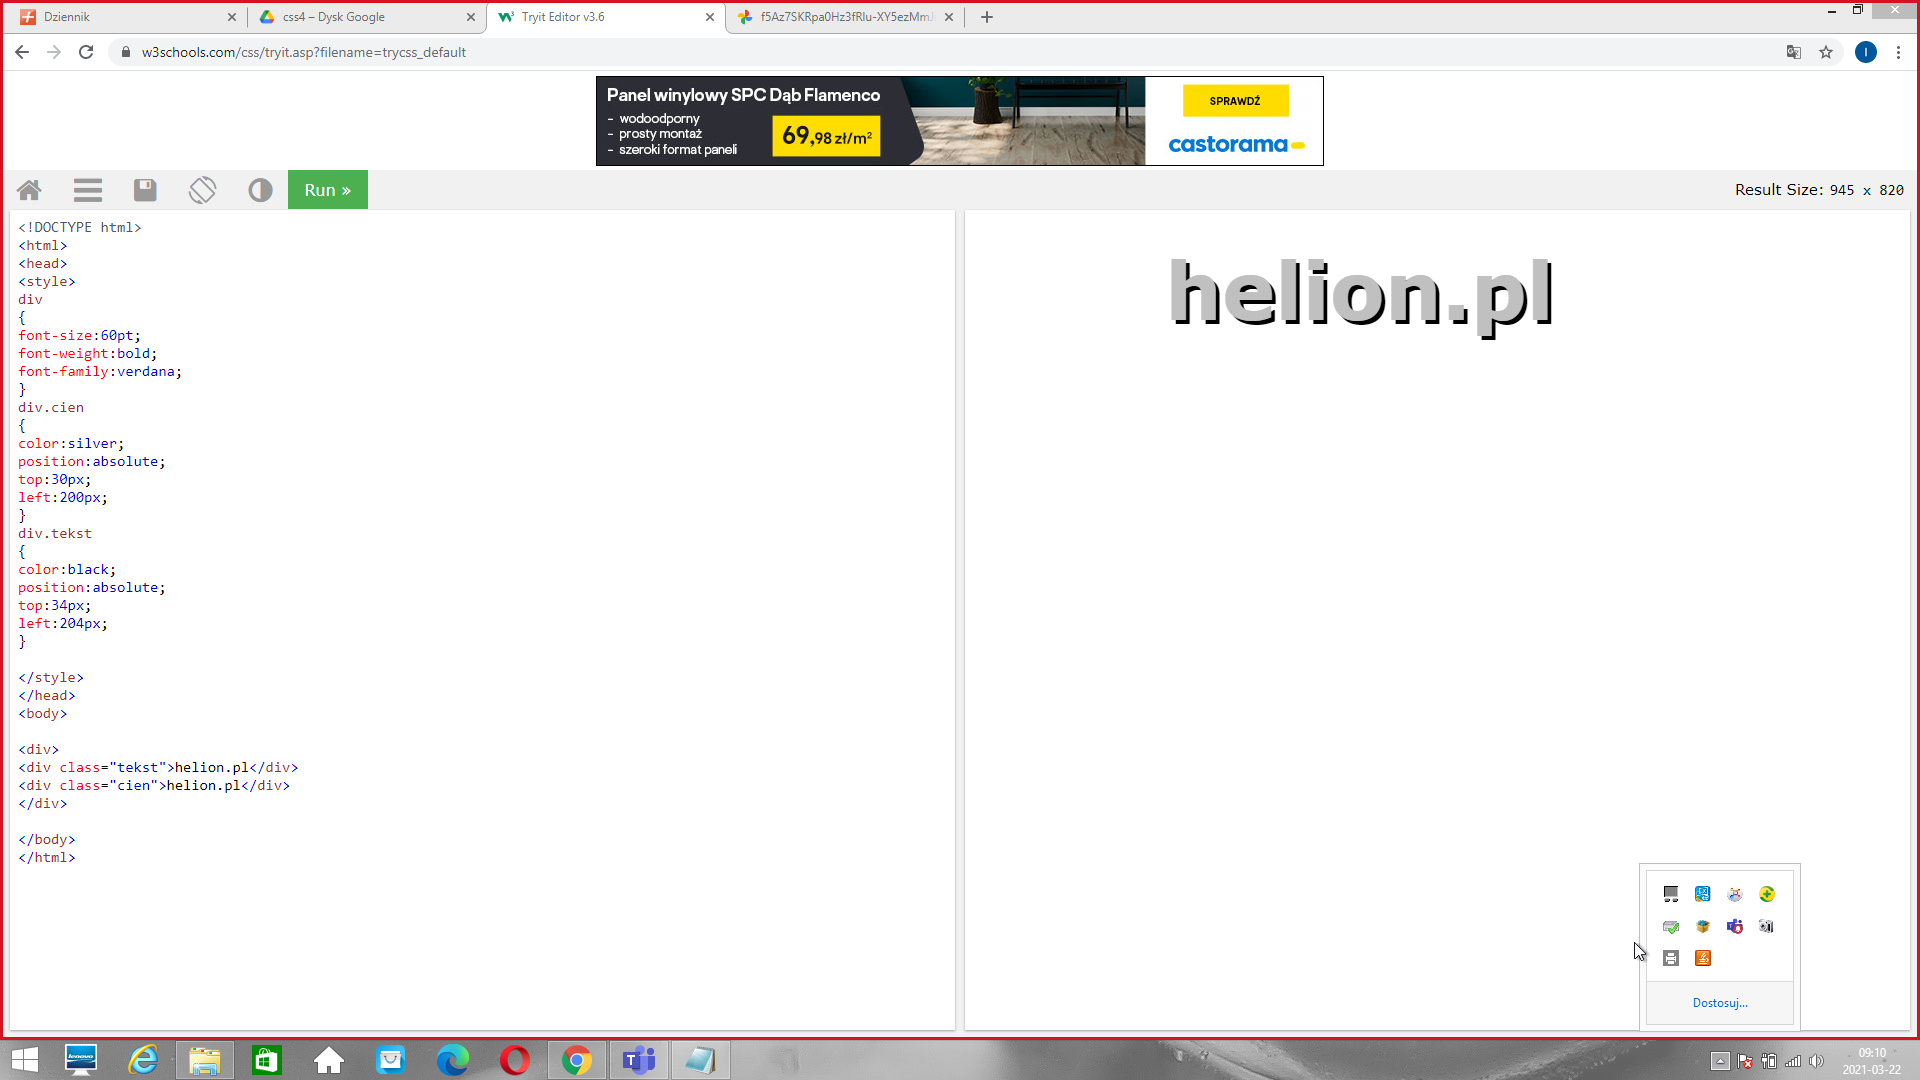 Dziennik
css4 – Dysk Google
Tryit Editor v3.6
w3schools.com/css/tryit.asp?filename=trycss_default
I
Panel winylowy SPC Dąb Flamenco
- wodoodporny
- prosty montaż
- szeroki format paneli
69,98 zł/m²
SPRAWDŹ
castorama
Run »
Result Size: 945 x 820
<!DOCTYPE html>
<html>
<head>
<style>
div
{
font-size:60pt;
font-weight:bold;
font-family:verdana;
}
div.cien
{
color:silver;
position:absolute;
top:30px;
left:200px;
}
div.tekst
{
color:black;
position:absolute;
top:34px;
left:204px;
}
</style>
</head>
<body>
<div>
<div class="tekst">helion.pl</div>
<div class="cien">helion.pl</div>
</div>
</body>
</html>
helion.pl
Dostosuj...
lenovo
09:10
2021-03-22